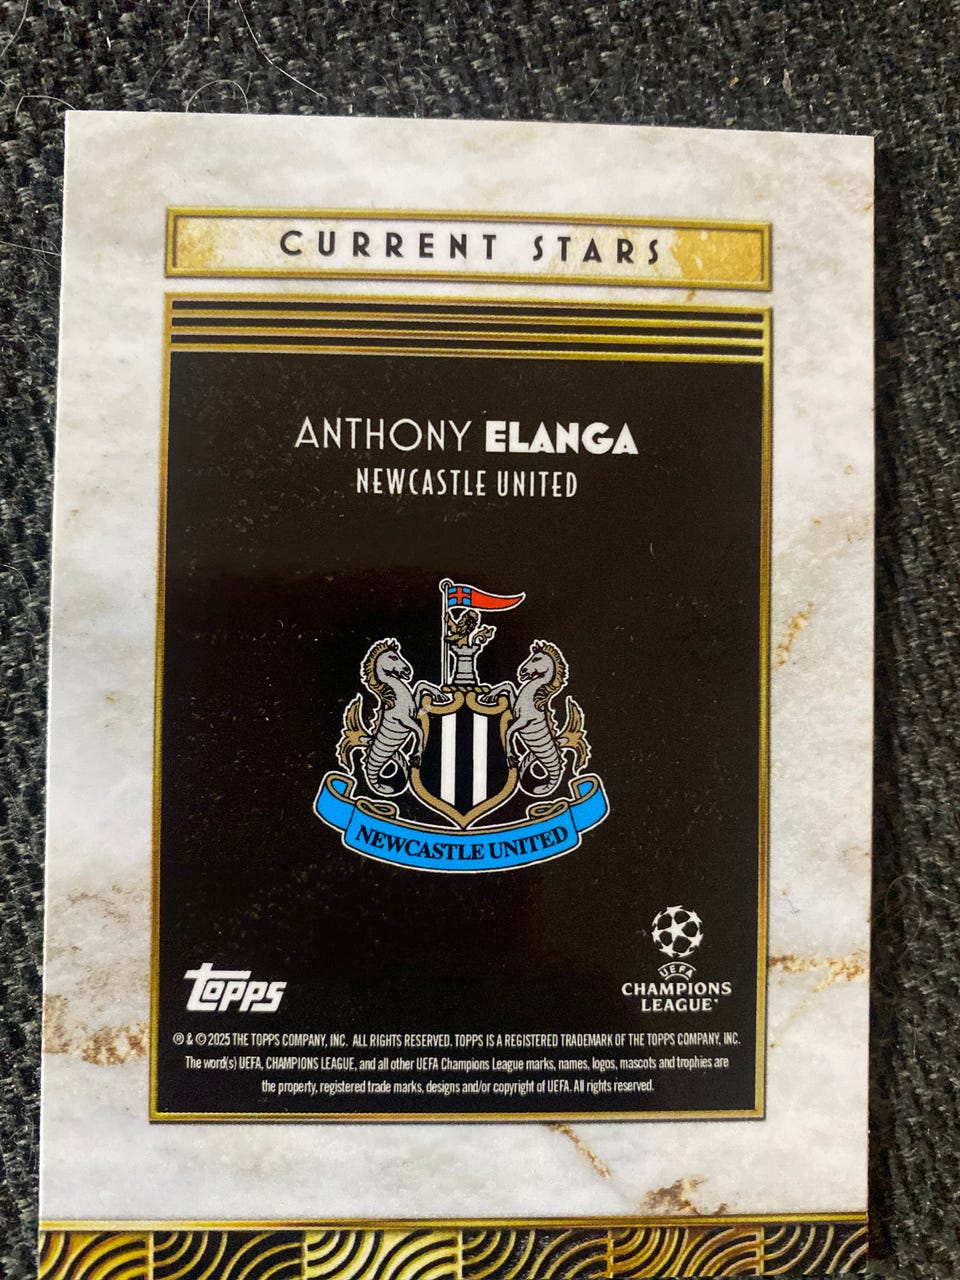 CURRENT STARS
ANTHONY ELANGA
NEWCASTLE UNITED
NEWCASTLE UNITED
topps
UEFA
CHAMPIONS
LEAGUE
® & © 2025 THE TOPPS COMPANY, INC. ALL RIGHTS RESERVED. TOPPS IS A REGISTERED TRADEMARK OF THE TOPPS COMPANY, INC.
The word(s) UEFA, CHAMPIONS LEAGUE, and all other UEFA Champions League marks, names, logos, mascots and trophies are
the property, registered trade marks, designs and/or copyright of UEFA. All rights reserved.